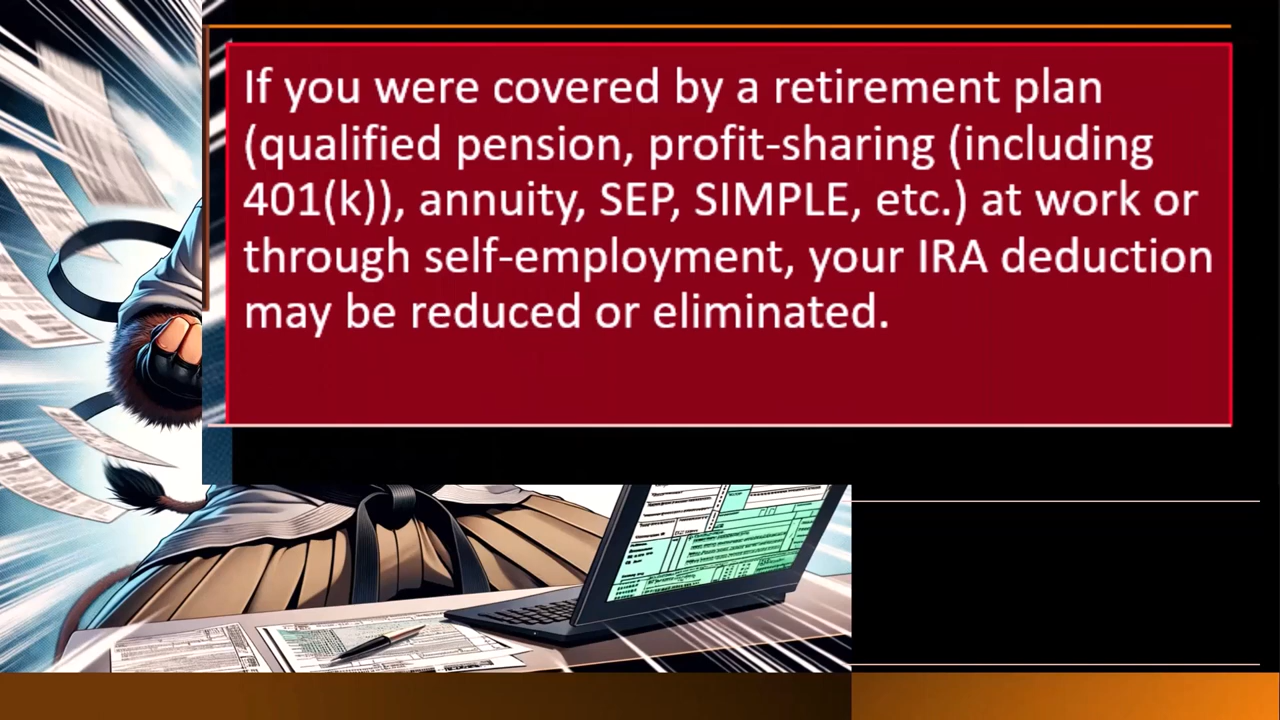 If you were covered by a retirement plan
(qualified pension, profit-sharing (including
401(k)), annuity, SEP, SIMPLE, etc.) at work or
through self-employment, your IRA deduction
may be reduced or eliminated.